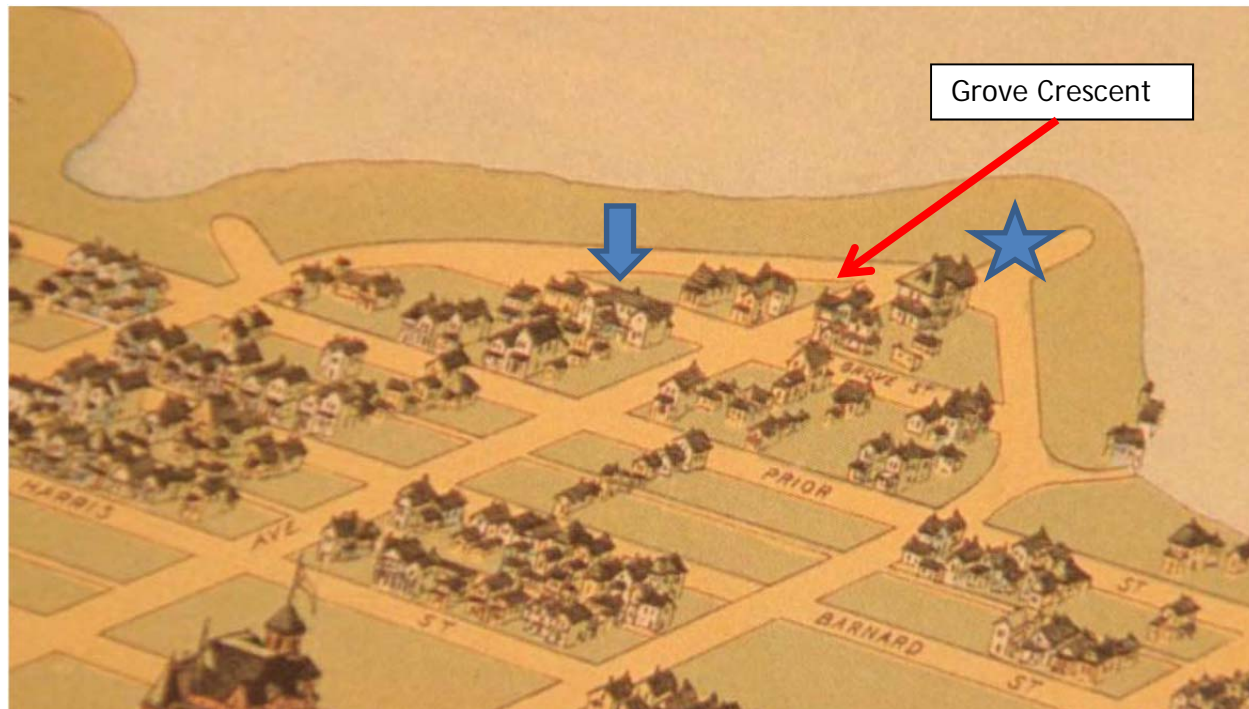 Grove Crescent
GROVE ST
PRIOR
HARRIS
AVE
ST
ST
BARNARD
ST